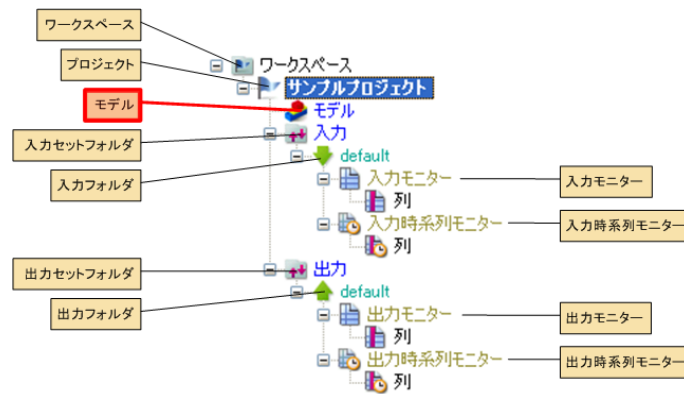 ワークスペース
プロジェクト
モデル
入力セットフォルダ
入力フォルダ
出力セットフォルダ
出力フォルダ
ワークスペース
サンプルプロジェクト
モデル
入力
default
入力モニター
列
入力時系列モニター
列
出力
default
出力モニター
列
出力時系列モニター
列
入力モニター
入力時系列モニター
出力モニター
出力時系列モニター